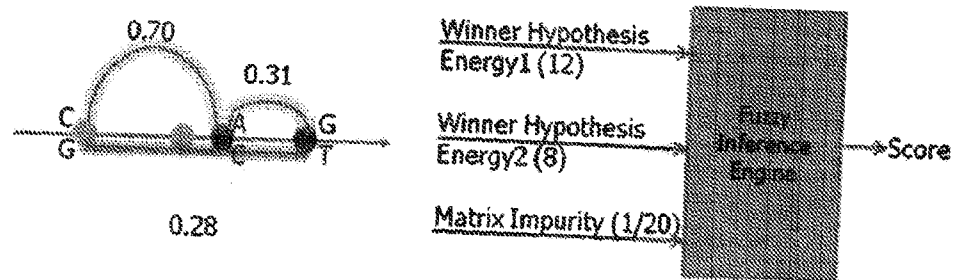 0.70
0.31
C A G
G C T
0.28
Winner Hypothesis
Energy1 (12)
Winner Hypothesis
Energy2 (8)
Matrix Impurity (1/20)
Fuzzy
Inference
Engine
Score